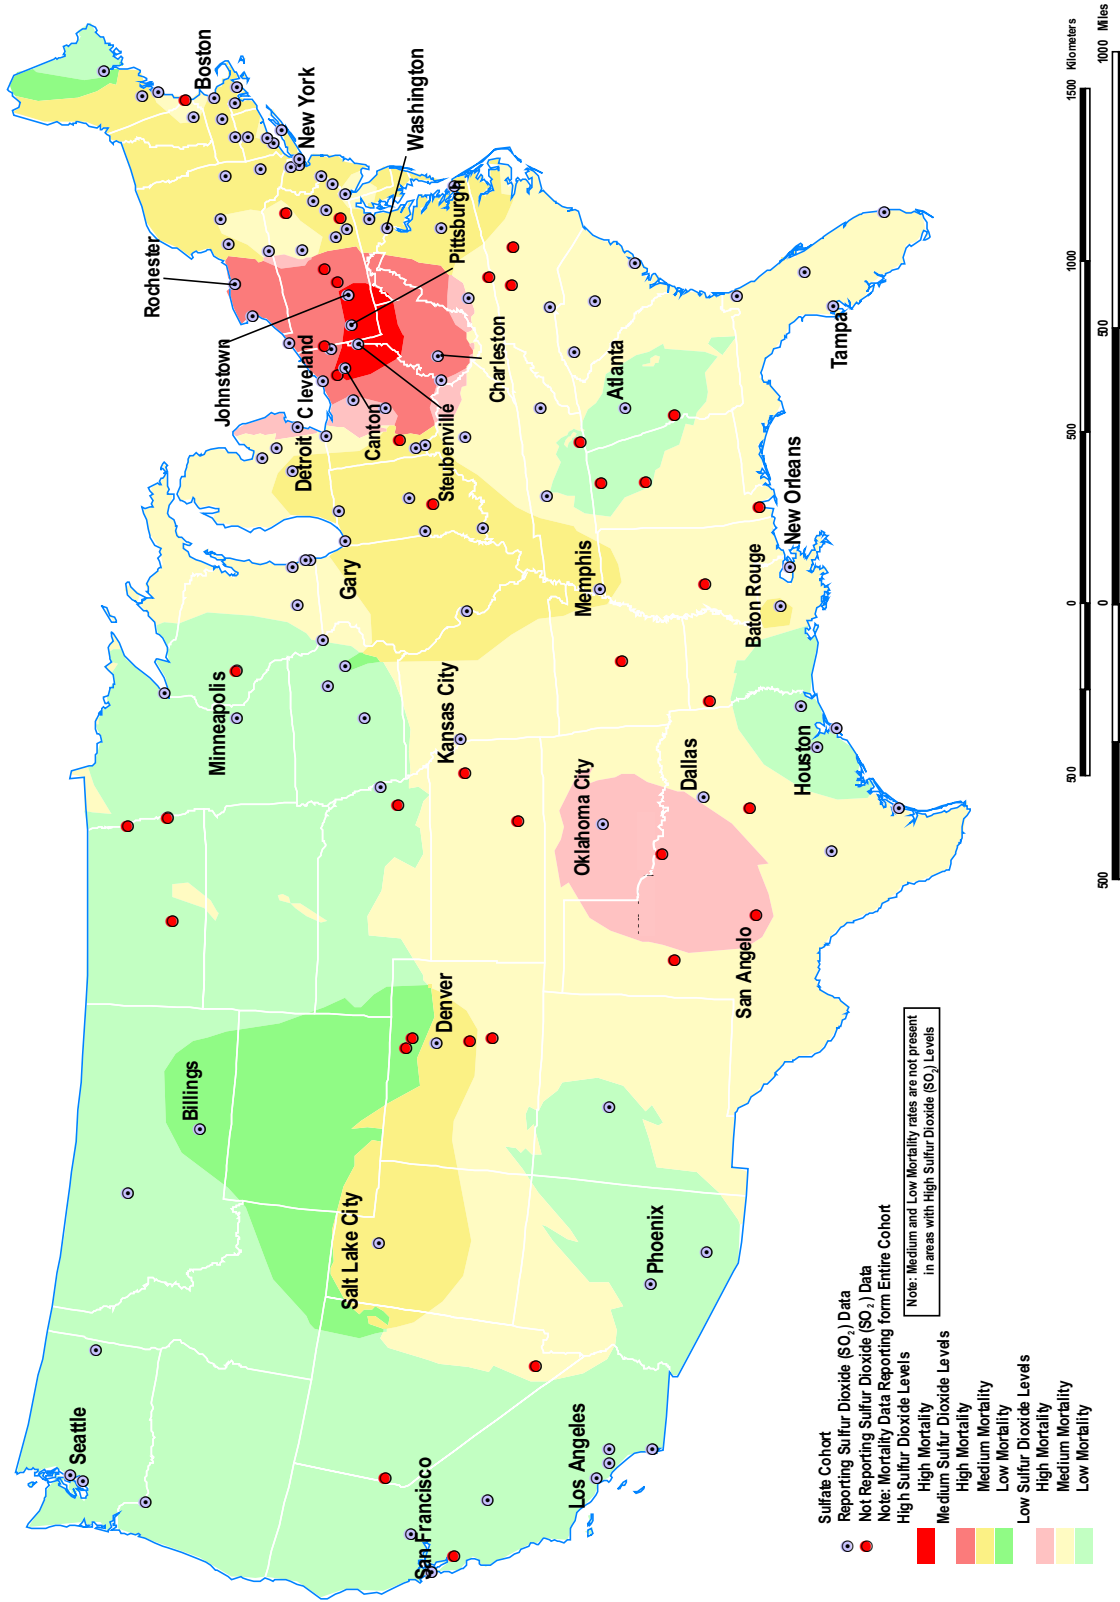 Seattle
San Francisco
Los Angeles
Salt Lake City
Phoenix
Billings
Denver
San Angelo
Oklahoma City
Dallas
Houston
Kansas City
Minneapolis
Memphis
Baton Rouge
New Orleans
Gary
Detroit
Cleveland
Canton
Steubenville
Johnstown
Rochester
Pittsburgh
Charleston
Atlanta
Tampa
Washington
New York
Boston
Sulfate Cohort
Reporting Sulfur Dioxide (SO2) Data
Not Reporting Sulfur Dioxide (SO2) Data
Note: Mortality Data Reporting form Entire Cohort
High Sulfur Dioxide Levels
High Mortality
Medium Sulfur Dioxide Levels
High Mortality
Medium Mortality
Low Mortality
Low Sulfur Dioxide Levels
High Mortality
Medium Mortality
Low Mortality
Note: Medium and Low Mortality rates are not present
in areas with High Sulfur Dioxide (SO2) Levels
500 0 500 1000 1500 Kilometers
500 0 500 1000 Miles